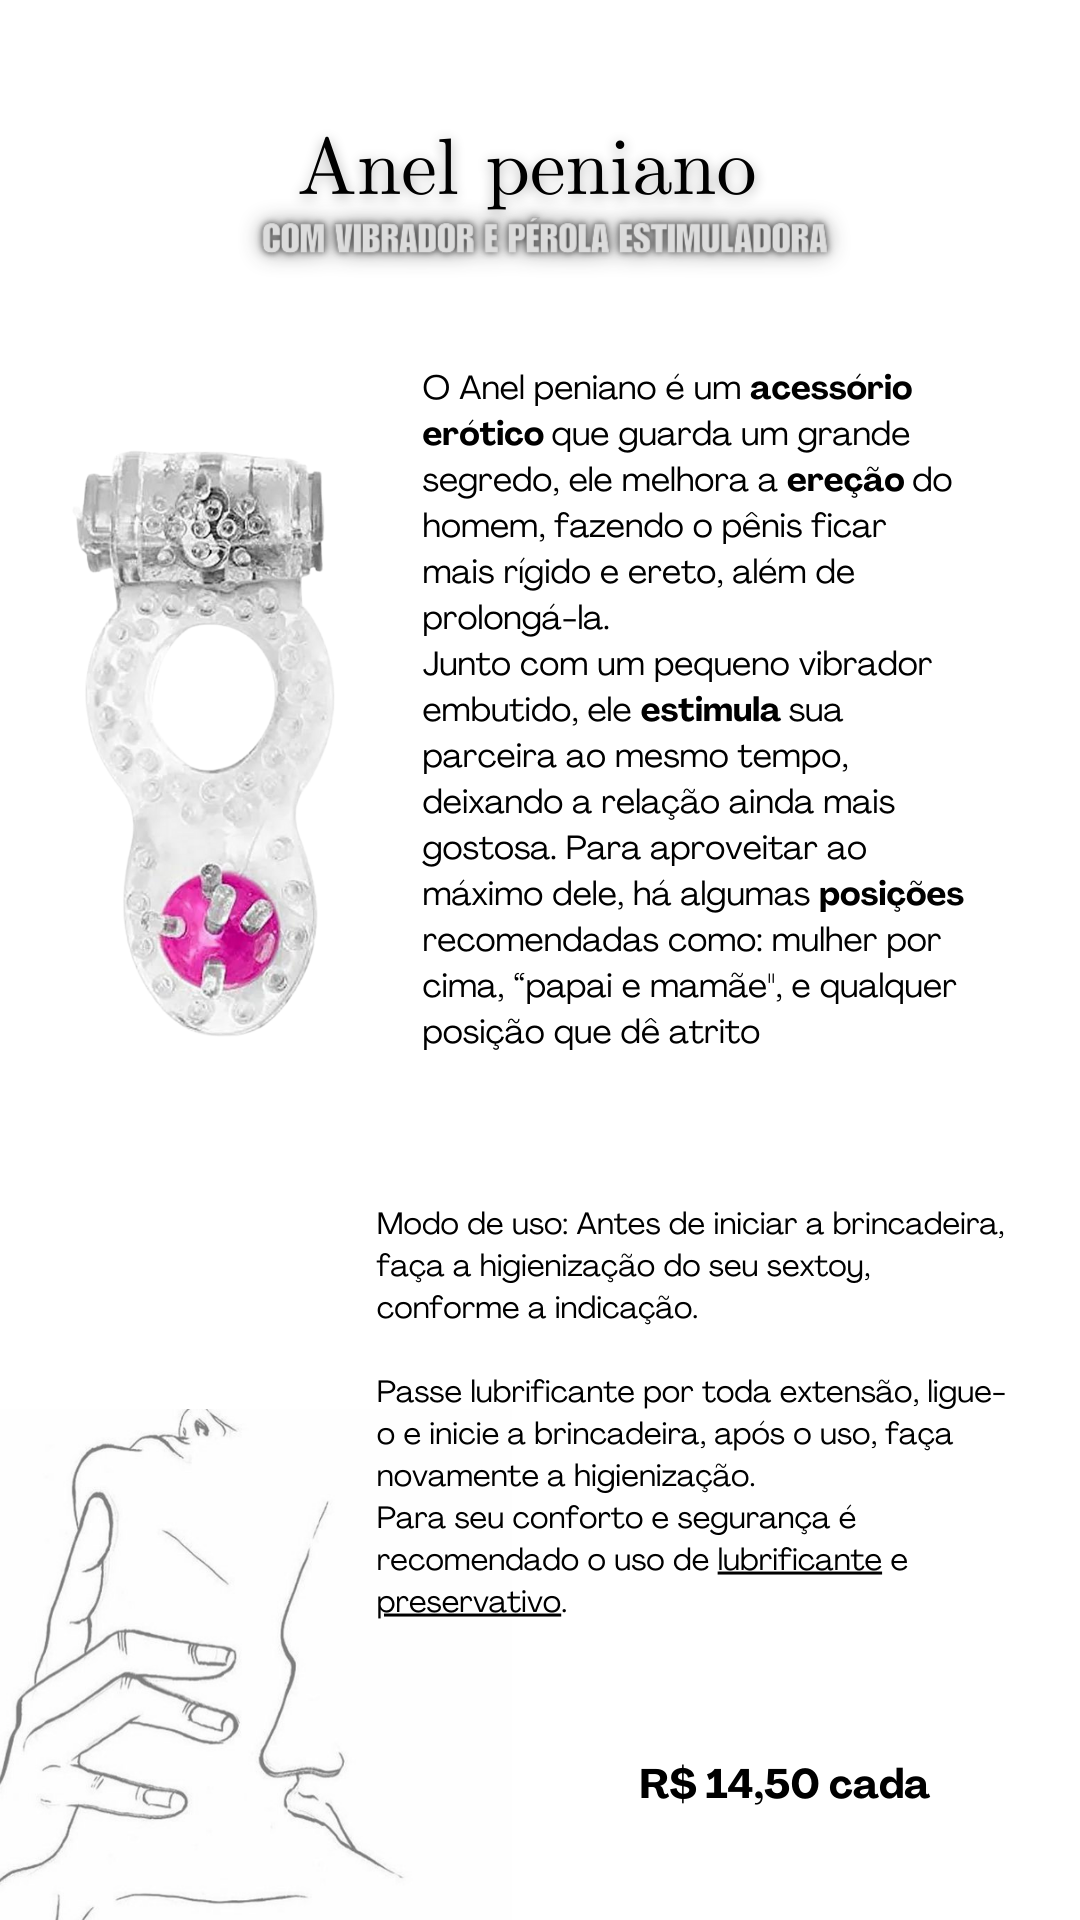 Anel peniano
COM VIBRADOR E PÉROLA ESTIMULADORA
O Anel peniano é um acessório
erótico que guarda um grande
segredo, ele melhora a ereção do
homem, fazendo o pênis ficar
mais rígido e ereto, além de
prolongá-la.
Junto com um pequeno vibrador
embutido, ele estimula sua
parceira ao mesmo tempo,
deixando a relação ainda mais
gostosa. Para aproveitar ao
máximo dele, há algumas posições
recomendadas como: mulher por
cima, “papai e mamãe", e qualquer
posição que dê atrito
Modo de uso: Antes de iniciar a brincadeira,
faça a higienização do seu sextoy,
conforme a indicação.
Passe lubrificante por toda extensão, ligue-
o e inicie a brincadeira, após o uso, faça
novamente a higienização.
Para seu conforto e segurança é
recomendado o uso de lubrificante e
preservativo.
R$ 14,50 cada